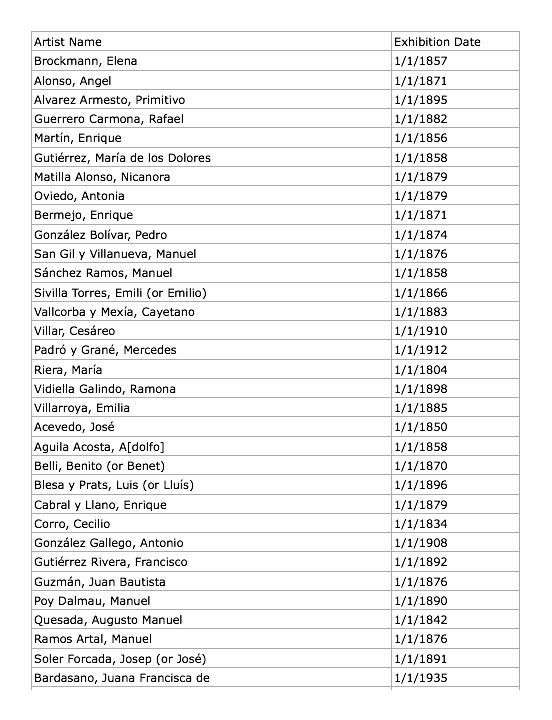 Artist Name Exhibition Date
Brockmann, Elena 1/1/1857
Alonso, Angel 1/1/1871
Alvarez Armesto, Primitivo 1/1/1895
Guerrero Carmona, Rafael 1/1/1882
Martín, Enrique 1/1/1856
Gutiérrez, María de los Dolores 1/1/1858
Matilla Alonso, Nicanora 1/1/1879
Oviedo, Antonia 1/1/1879
Bermejo, Enrique 1/1/1871
González Bolívar, Pedro 1/1/1874
San Gil y Villanueva, Manuel 1/1/1876
Sánchez Ramos, Manuel 1/1/1858
Sivilla Torres, Emili (or Emilio) 1/1/1866
Vallcorba y Mexía, Cayetano 1/1/1883
Villar, Cesáreo 1/1/1910
Padró y Grané, Mercedes 1/1/1912
Riera, María 1/1/1804
Vidiella Galindo, Ramona 1/1/1898
Villarroya, Emilia 1/1/1885
Acevedo, José 1/1/1850
Aguila Acosta, A[dolfo] 1/1/1858
Belli, Benito (or Benet) 1/1/1870
Blesa y Prats, Luis (or Lluís) 1/1/1896
Cabral y Llano, Enrique 1/1/1879
Corro, Cecilio 1/1/1834
González Gallego, Antonio 1/1/1908
Gutiérrez Rivera, Francisco 1/1/1892
Guzmán, Juan Bautista 1/1/1876
Poy Dalmau, Manuel 1/1/1890
Quesada, Augusto Manuel 1/1/1842
Ramos Artal, Manuel 1/1/1876
Soler Forcada, Josep (or José) 1/1/1891
Bardasano, Juana Francisca de 1/1/1935